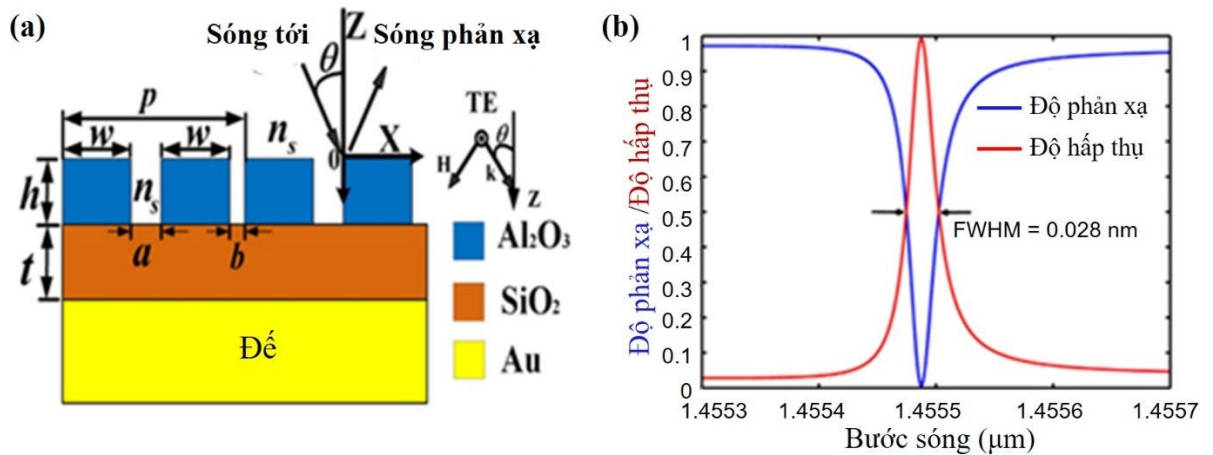 (a)
Sóng tới
Z
Sóng phản xạ
θ
p
w
w
n_s
0
X
TE
θ
H
k
Z
h
n_s
a
b
t
Al₂O₃
SiO₂
Au
Đế
(b)
Độ phản xạ /Độ hấp thụ
1
0.9
0.8
0.7
0.6
0.5
0.4
0.3
0.2
0.1
0
Độ phản xạ
Độ hấp thụ
FWHM = 0.028 nm
1.4553
1.4554
1.4555
1.4556
1.4557
Bước sóng (μm)